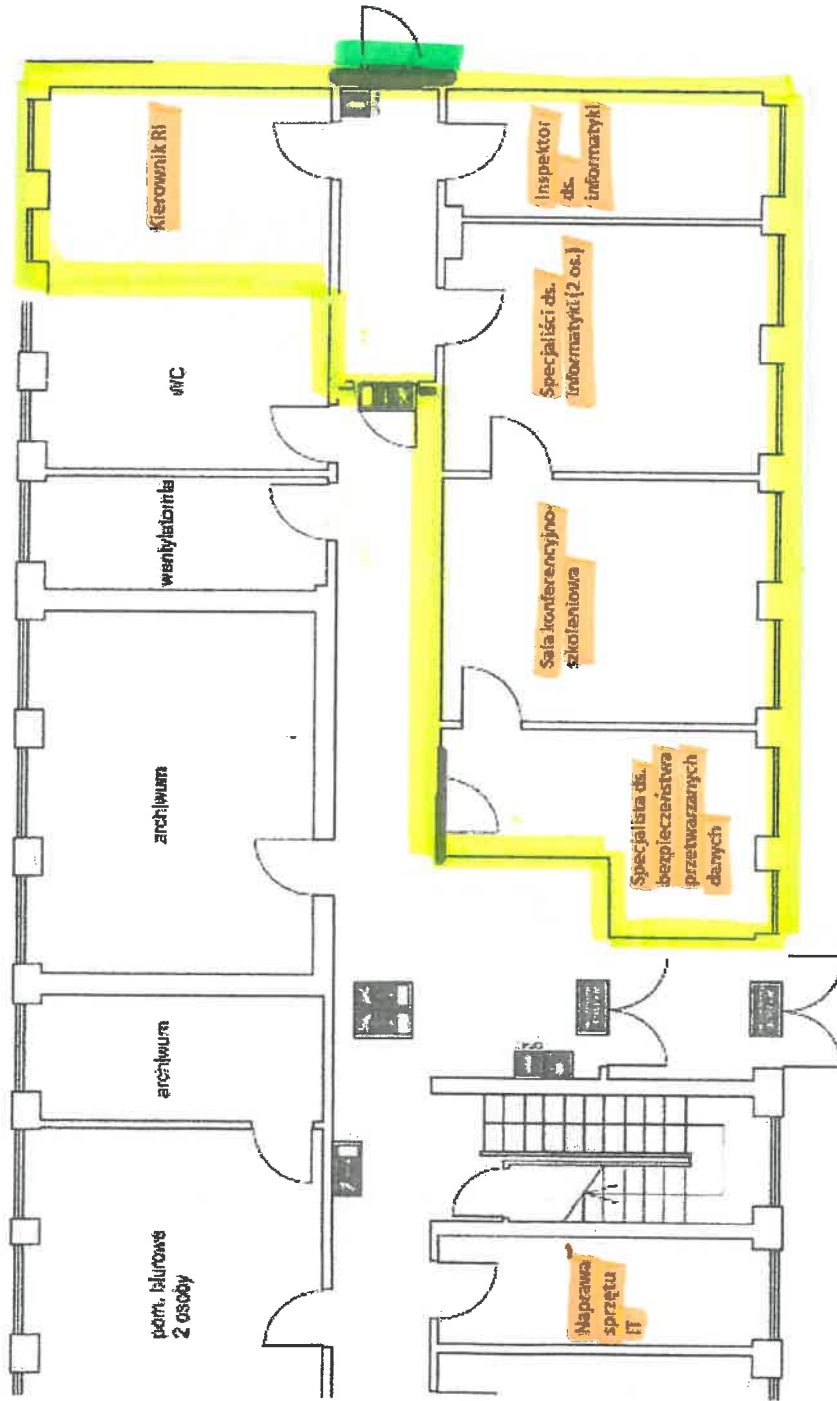 pom. biurowe
2 osoby
archiwum
archiwum
wentylatornia
WC
Kierownik RI
Naprawa
sprzętu
IT
Specjalista ds.
bezpieczeństwa
przetwarzanych
danych
Sala konferencyjno-
szkoleniowa
Specjaliści ds.
Informatyki (2 os.)
Inspektor
ds.
informatyki